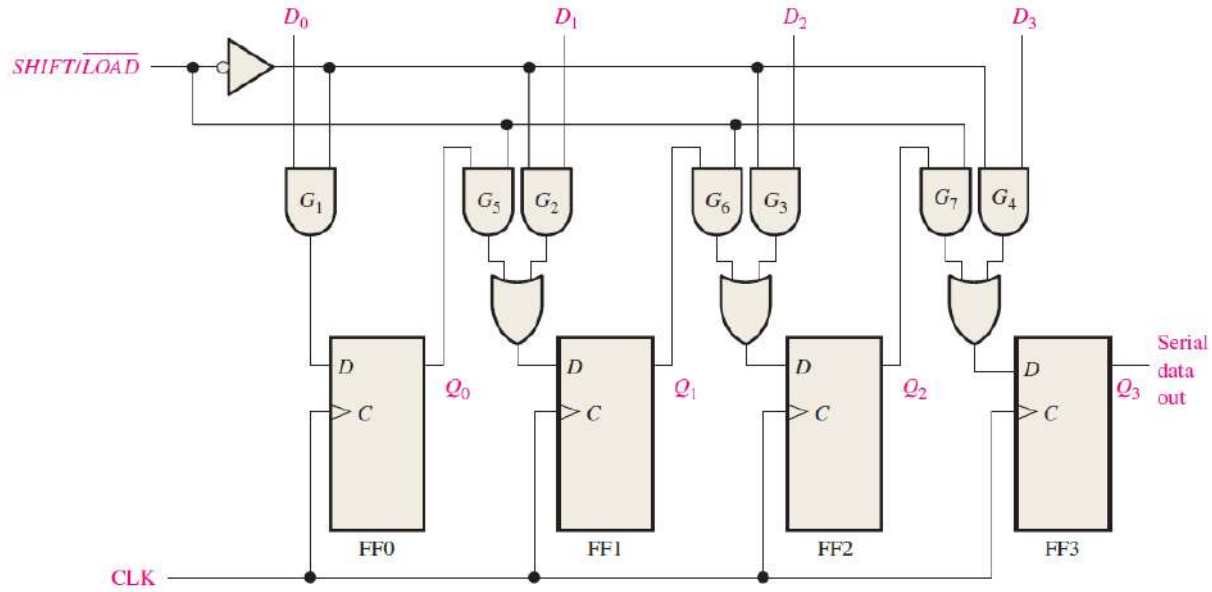 D₀ D₁ D₂ D₃
SHIFT/L̅O̅A̅D̅
G₁ G₅ G₂ G₆ G₃ G₇ G₄
Serial
D D D D data
Q₀ Q₁ Q₂ Q₃ out
C C C C
FF0 FF1 FF2 FF3
CLK